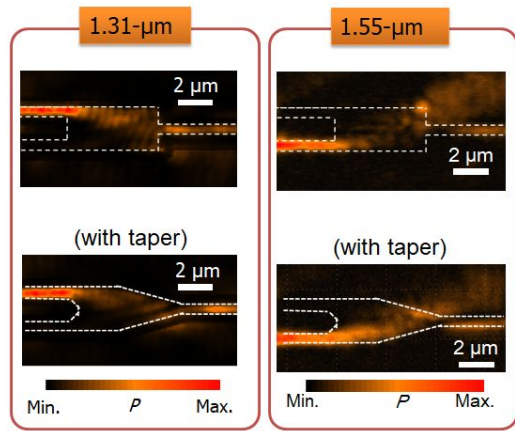 1.31-µm
2 µm
(with taper)
2 µm
Min. P Max.
1.55-µm
2 µm
(with taper)
2 µm
Min. P Max.